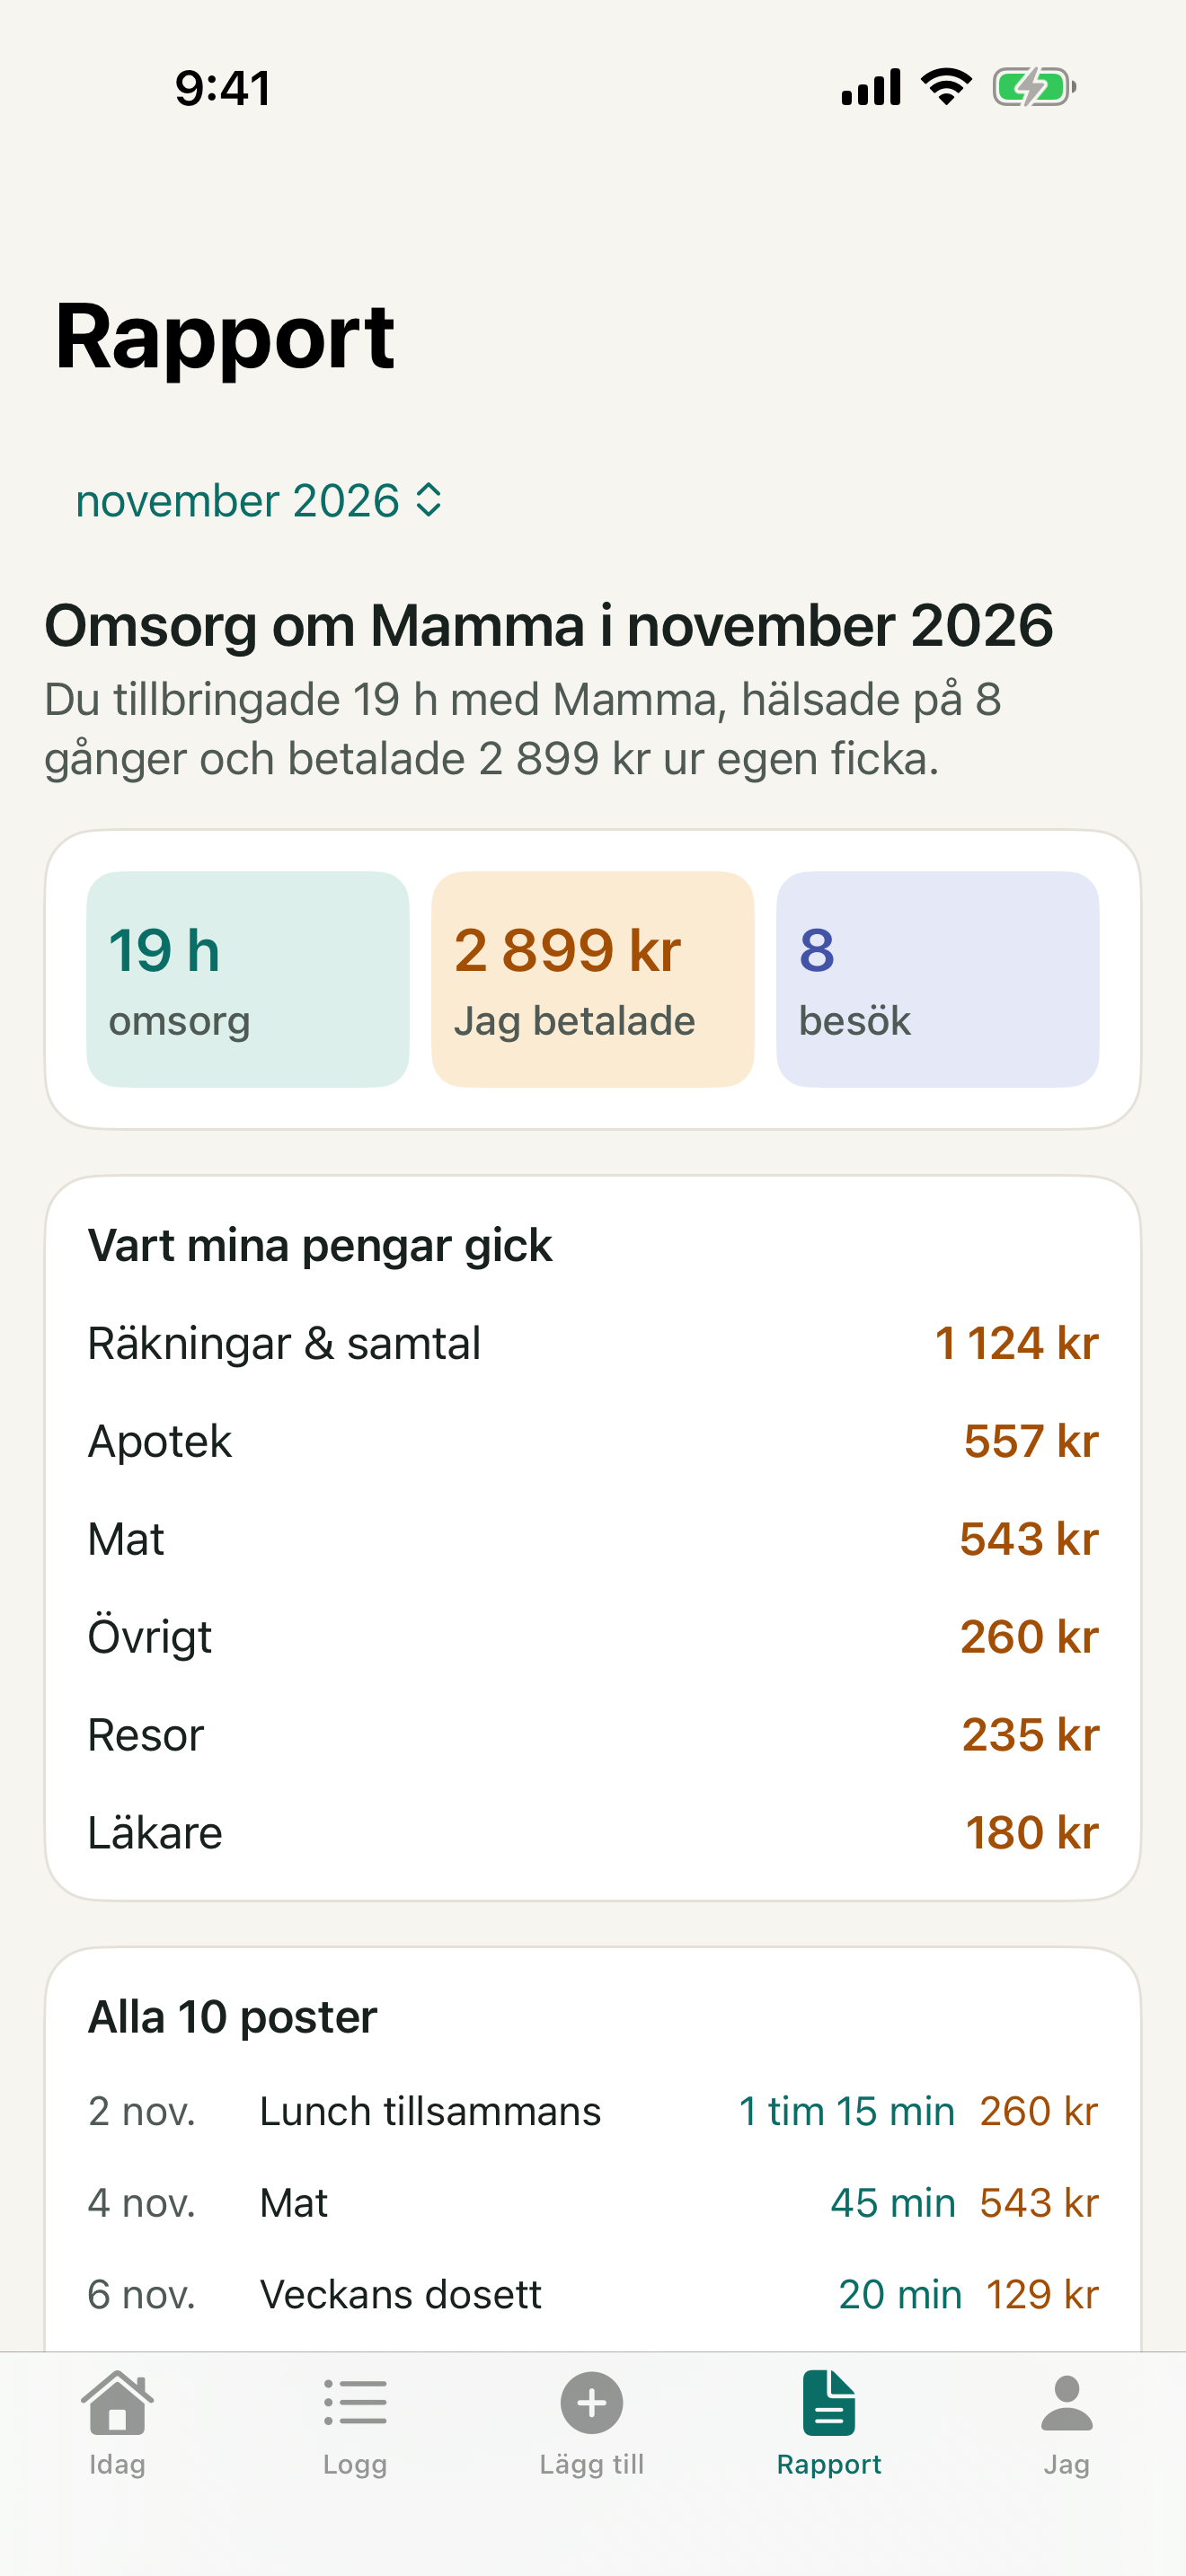 9:41
Rapport
november 2026
Omsorg om Mamma i november 2026
Du tillbringade 19 h med Mamma, hälsade på 8
gånger och betalade 2 899 kr ur egen ficka.
19 h
omsorg
2 899 kr
Jag betalade
8
besök
Vart mina pengar gick
Räkningar & samtal 1 124 kr
Apotek 557 kr
Mat 543 kr
Övrigt 260 kr
Resor 235 kr
Läkare 180 kr
Alla 10 poster
2 nov. Lunch tillsammans 1 tim 15 min 260 kr
4 nov. Mat 45 min 543 kr
6 nov. Veckans dosett 20 min 129 kr
Idag Logg Lägg till Rapport Jag